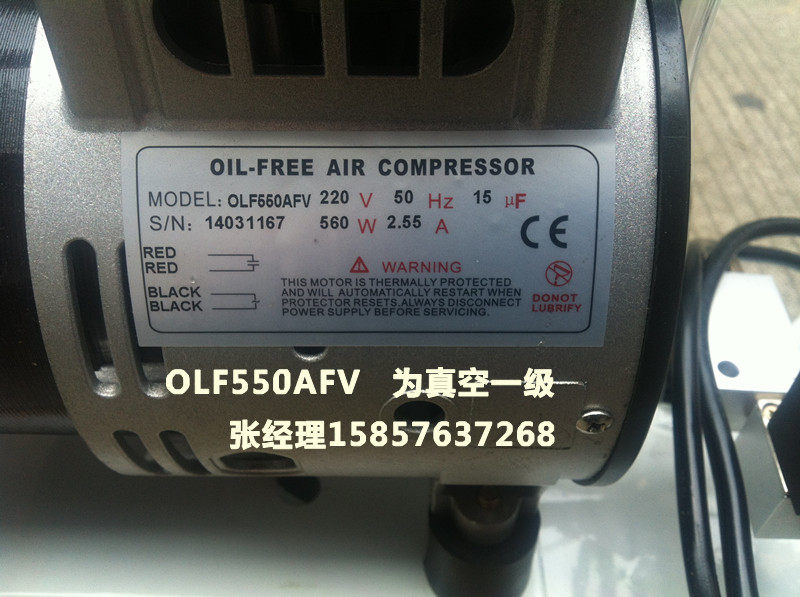 OIL-FREE AIR COMPRESSOR
MODEL: OLF550AFV 220 V 50 Hz 15 μF
S/N: 14031167 560 W 2.55 A
CE
RED
RED
WARNING
BLACK
BLACK
THIS MOTOR IS THERMALLY PROTECTED
AND WILL AUTOMATICALLY RESTART WHEN
PROTECTOR RESETS.ALWAYS DISCONNECT
POWER SUPPLY BEFORE SERVICING.
DONOT
LUBRIFY
OLF550AFV 为真空一级
张经理15857637268